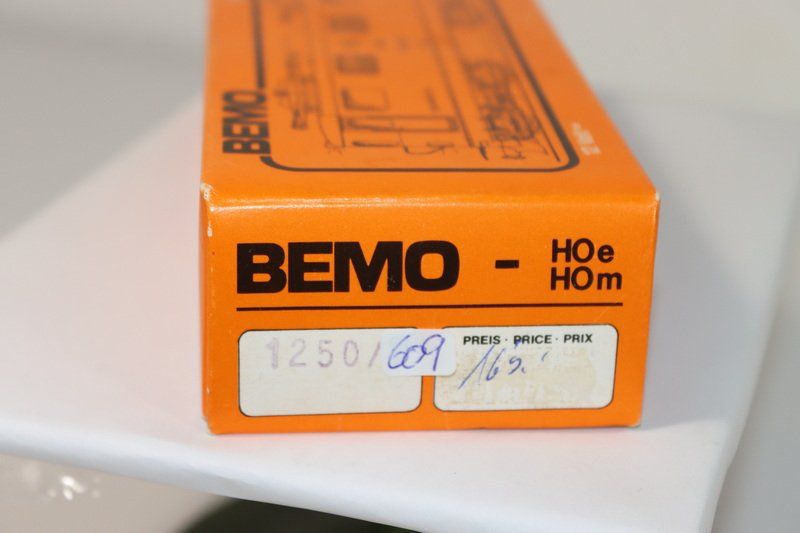 BEMO
BEMO - HOe
HOm
1250/609
PREIS · PRICE · PRIX